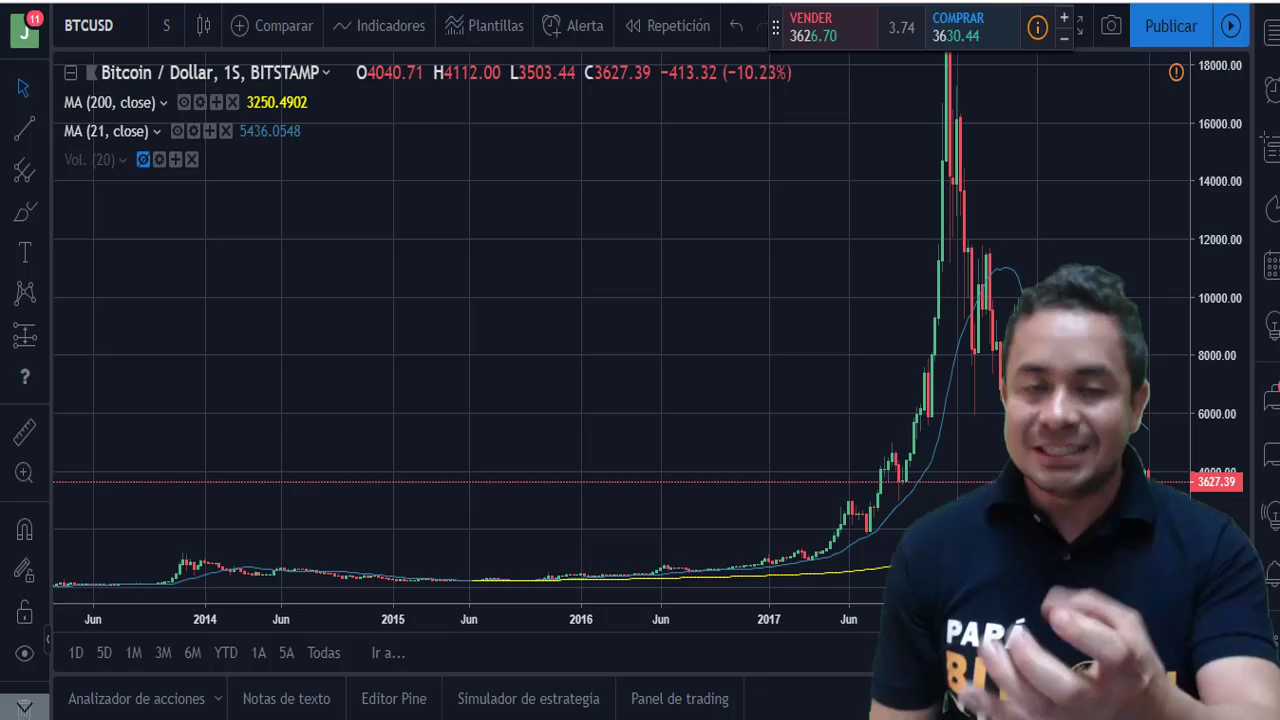 J 11 BTCUSD S Comparar Indicadores Plantillas Alerta Repetición VENDER 3626.70 3.74 COMPRAR 3630.44 Publicar
Bitcoin / Dollar, 1S, BITSTAMP O4040.71 H4112.00 L3503.44 C3627.39 −413.32 (−10.23%)
MA (200, close) 3250.4902
MA (21, close) 5436.0548
Vol. (20)
18000.00
16000.00
14000.00
12000.00
10000.00
8000.00
6000.00
4000.00
3627.39
Jun 2014 Jun 2015 Jun 2016 Jun 2017 Jun
1D 5D 1M 3M 6M YTD 1A 5A Todas Ir a...
Analizador de acciones Notas de texto Editor Pine Simulador de estrategia Panel de trading
PARÁ